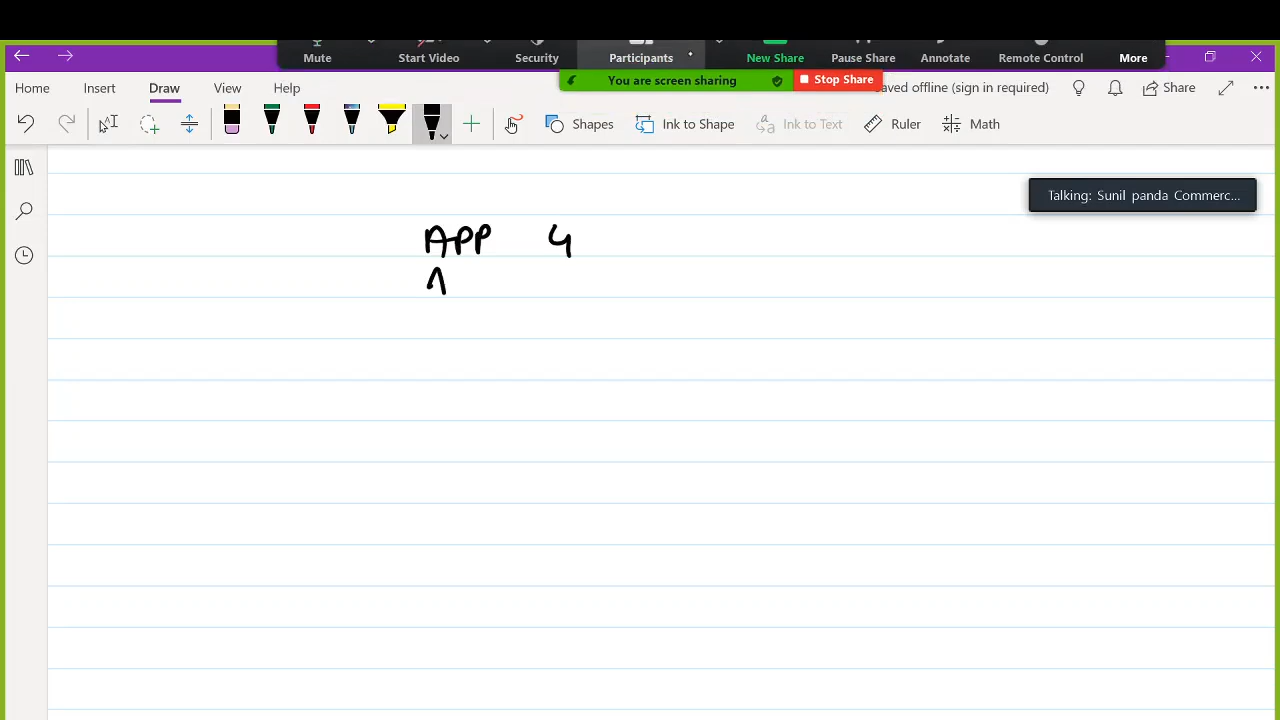 Mute Start Video Security Participants New Share Pause Share Annotate Remote Control More
You are screen sharing Stop Share
Home Insert Draw View Help saved offline (sign in required) Share
Shapes Ink to Shape Ink to Text Ruler Math
Talking: Sunil panda Commerc...
APP 4